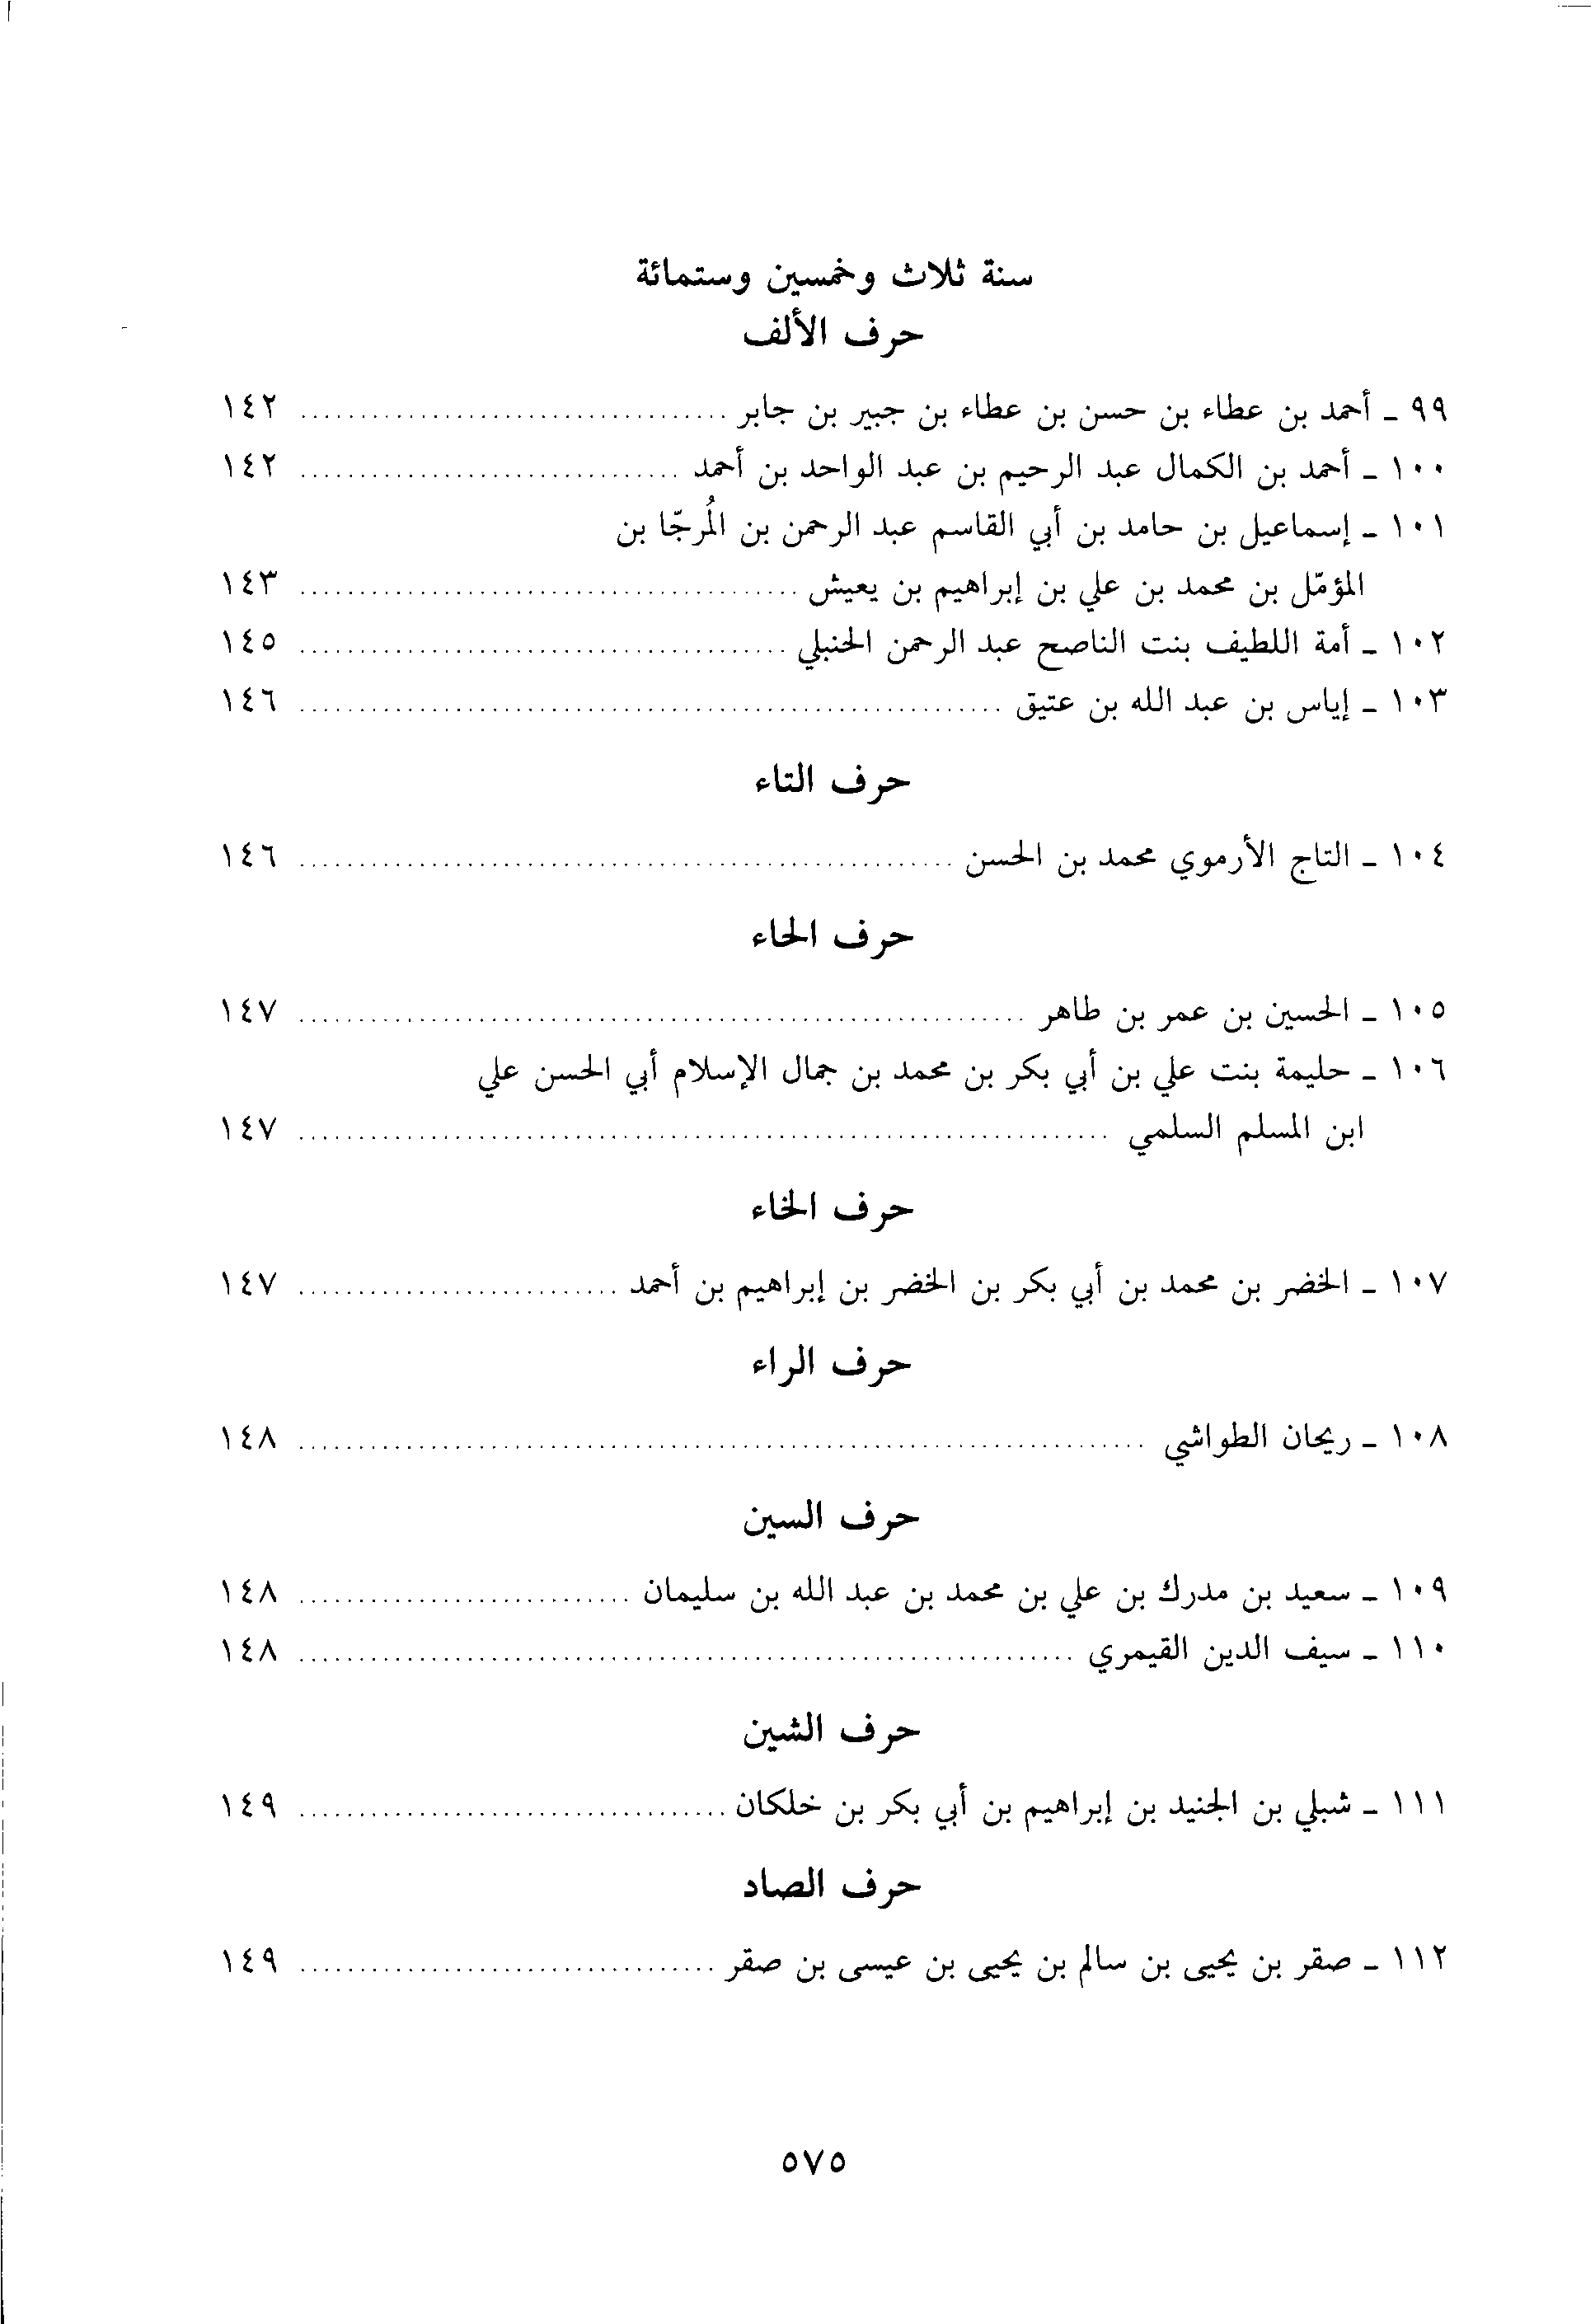 سنة ثلاث وخمسين وستمائة
حرف الألف
٩٩ - أحمد بن عطاء بن حسن بن عطاء بن جبير بن جابر ........ ١٤٢
١٠٠ - أحمد بن الكمال عبد الرحيم بن عبد الواحد بن أحمد ........ ١٤٢
١٠١ - إسماعيل بن حامد بن أبي القاسم عبد الرحمن بن المُرجّا بن
المؤمّل بن محمد بن علي بن إبراهيم بن يعيش ........ ١٤٣
١٠٢ - أمة اللطيف بنت الناصح عبد الرحمن الحنبلي ........ ١٤٥
١٠٣ - إياس بن عبد الله بن عتيق ........ ١٤٦
حرف التاء
١٠٤ - التاج الأرموي محمد بن الحسن ........ ١٤٦
حرف الحاء
١٠٥ - الحسين بن عمر بن طاهر ........ ١٤٧
١٠٦ - حليمة بنت علي بن أبي بكر بن محمد بن جمال الإسلام أبي الحسن علي
ابن المسلم السلمي ........ ١٤٧
حرف الخاء
١٠٧ - الخضر بن محمد بن أبي بكر بن الخضر بن إبراهيم بن أحمد ........ ١٤٧
حرف الراء
١٠٨ - ريحان الطواشي ........ ١٤٨
حرف السين
١٠٩ - سعيد بن مدرك بن علي بن محمد بن عبد الله بن سليمان ........ ١٤٨
١١٠ - سيف الدين القيمري ........ ١٤٨
حرف الشين
١١١ - شبلي بن الجنيد بن إبراهيم بن أبي بكر بن خلكان ........ ١٤٩
حرف الصاد
١١٢ - صقر بن يحيى بن سالم بن يحيى بن عيسى بن صقر ........ ١٤٩
٥٧٥